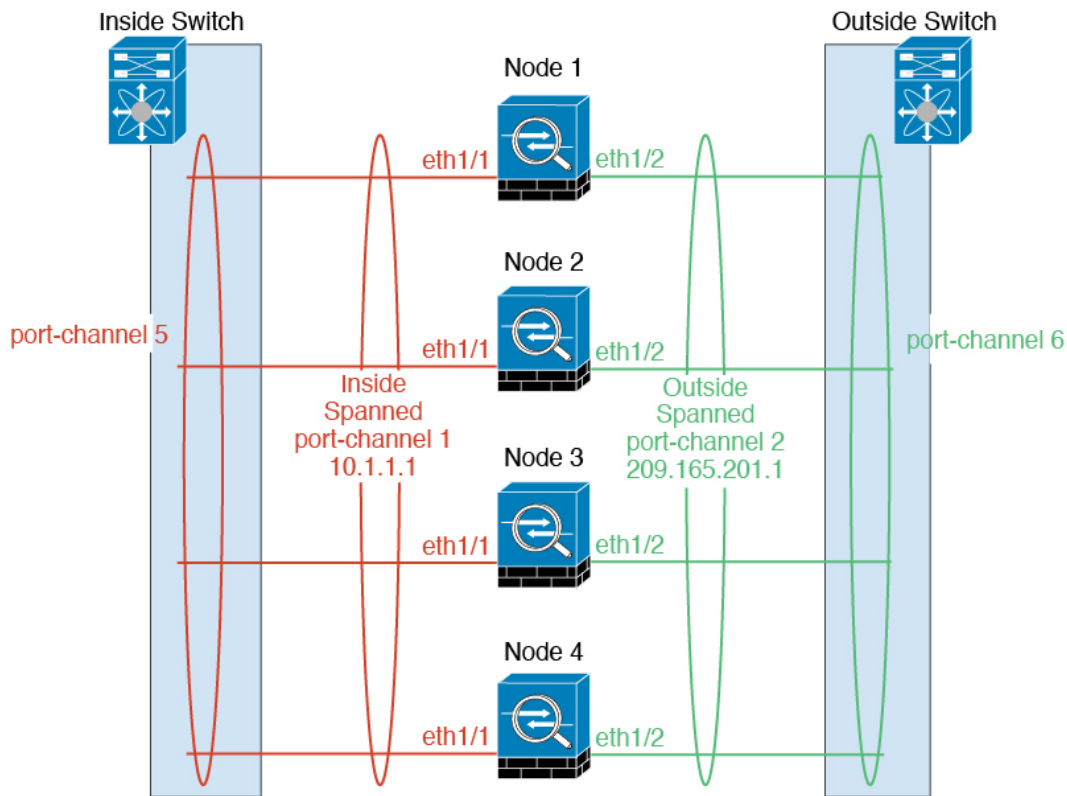 Inside Switch
Outside Switch
Node 1
eth1/1
eth1/2
Node 2
port-channel 5
port-channel 6
eth1/1
eth1/2
Inside
Spanned
port-channel 1
10.1.1.1
Outside
Spanned
port-channel 2
209.165.201.1
Node 3
eth1/1
eth1/2
Node 4
eth1/1
eth1/2